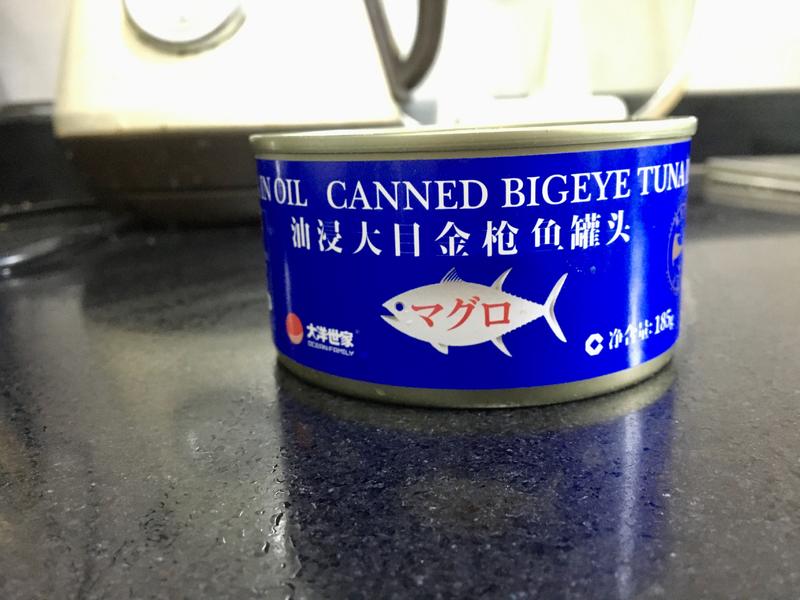 IN OIL CANNED BIGEYE TUNA
油浸大目金枪鱼罐头
マグロ
大洋世家
OCEAN FAMILY
净含量:185g